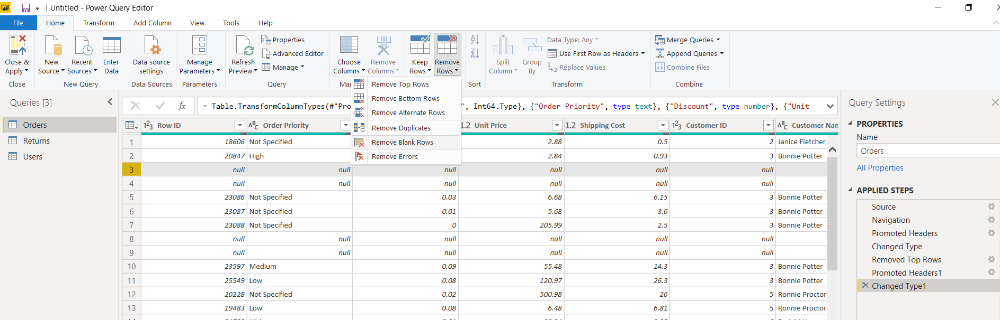 Untitled - Power Query Editor
File Home Transform Add Column View Tools Help
Close & Apply
Close
New Source Recent Sources Enter Data
New Query
Data source settings
Data Sources
Manage Parameters
Parameters
Refresh Preview Properties Advanced Editor Manage
Query
Choose Columns Remove Columns
Ma
Keep Rows Remove Rows
A Z Z A
Sort
Split Column Group By Data Type: Any Use First Row as Headers 1 2 Replace Values
Transform
Merge Queries Append Queries Combine Files
Combine
Remove Top Rows
Remove Bottom Rows
Remove Alternate Rows
Remove Duplicates
Remove Blank Rows
Remove Errors
Queries [3]
Orders
Returns
Users
fx = Table.TransformColumnTypes(#"Pro ", Int64.Type}, {"Order Priority", type text}, {"Discount", type number}, {"Unit
123 Row ID ABC Order Priority 1.2 Unit Price 1.2 Shipping Cost 123 Customer ID ABC Customer Nam
1 18606 Not Specified 2.88 0.5 2 Janice Fletcher
2 20847 High 2.84 0.93 3 Bonnie Potter
3 null null null null null null
4 null null null null null null
5 23086 Not Specified 0.03 6.68 6.15 3 Bonnie Potter
6 23087 Not Specified 0.01 5.68 3.6 3 Bonnie Potter
7 23088 Not Specified 0 205.99 2.5 3 Bonnie Potter
8 null null null null null null
9 null null null null null null
10 23597 Medium 0.09 55.48 14.3 3 Bonnie Potter
11 25549 Low 0.08 120.97 26.3 3 Bonnie Potter
12 20228 Not Specified 0.02 500.98 26 5 Ronnie Proctor
13 19483 Low 0.08 6.48 6.81 5 Ronnie Proctor
Query Settings
PROPERTIES
Name
Orders
All Properties
APPLIED STEPS
Source
Navigation
Promoted Headers
Changed Type
Removed Top Rows
Promoted Headers1
Changed Type1